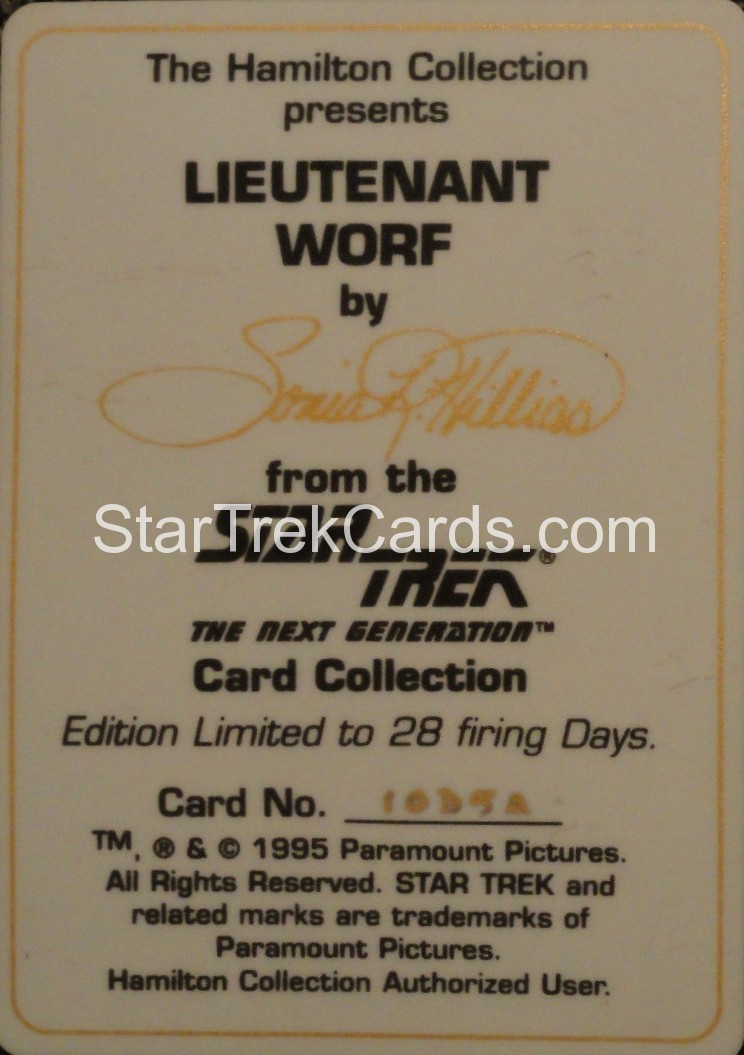 The Hamilton Collection
presents
LIEUTENANT
WORF
by
Sonia R. Hillios
from the
STAR
StarTrekCards.com
TREK®
THE NEXT GENERATION™
Card Collection
Edition Limited to 28 firing Days.
Card No.
TM, ® & © 1995 Paramount Pictures.
All Rights Reserved. STAR TREK and
related marks are trademarks of
Paramount Pictures.
Hamilton Collection Authorized User.